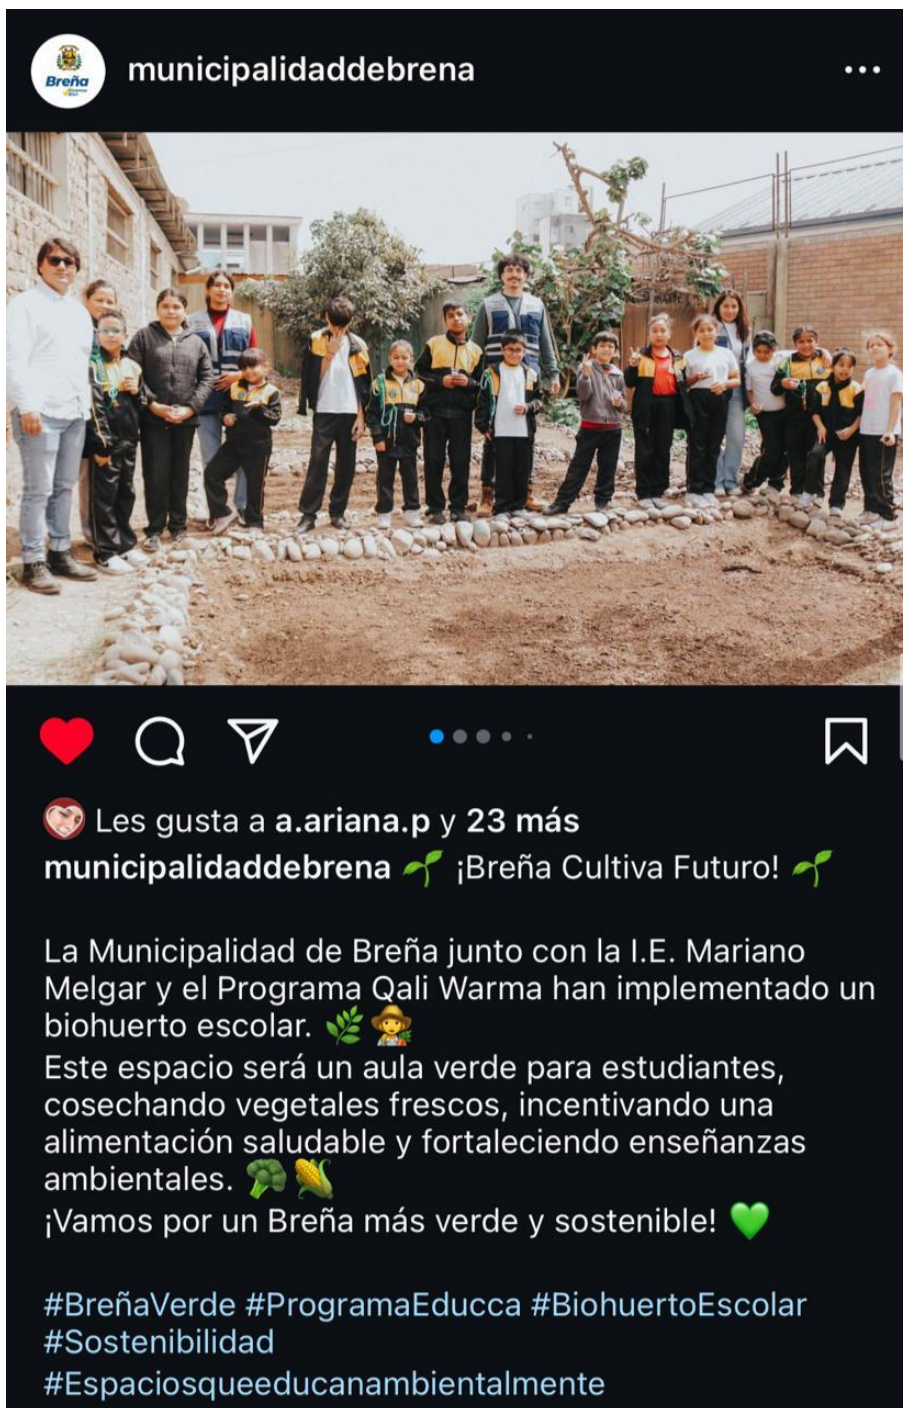 Breña
municipalidaddebrena
Les gusta a a.ariana.p y 23 más
municipalidaddebrena 🌱 ¡Breña Cultiva Futuro! 🌱
La Municipalidad de Breña junto con la I.E. Mariano
Melgar y el Programa Qali Warma han implementado un
biohuerto escolar. 🌿👩‍🌾
Este espacio será un aula verde para estudiantes,
cosechando vegetales frescos, incentivando una
alimentación saludable y fortaleciendo enseñanzas
ambientales. 🥦🌽
¡Vamos por un Breña más verde y sostenible! 💚
#BreñaVerde #ProgramaEducca #BiohuertoEscolar
#Sostenibilidad
#Espaciosqueeducanambientalmente